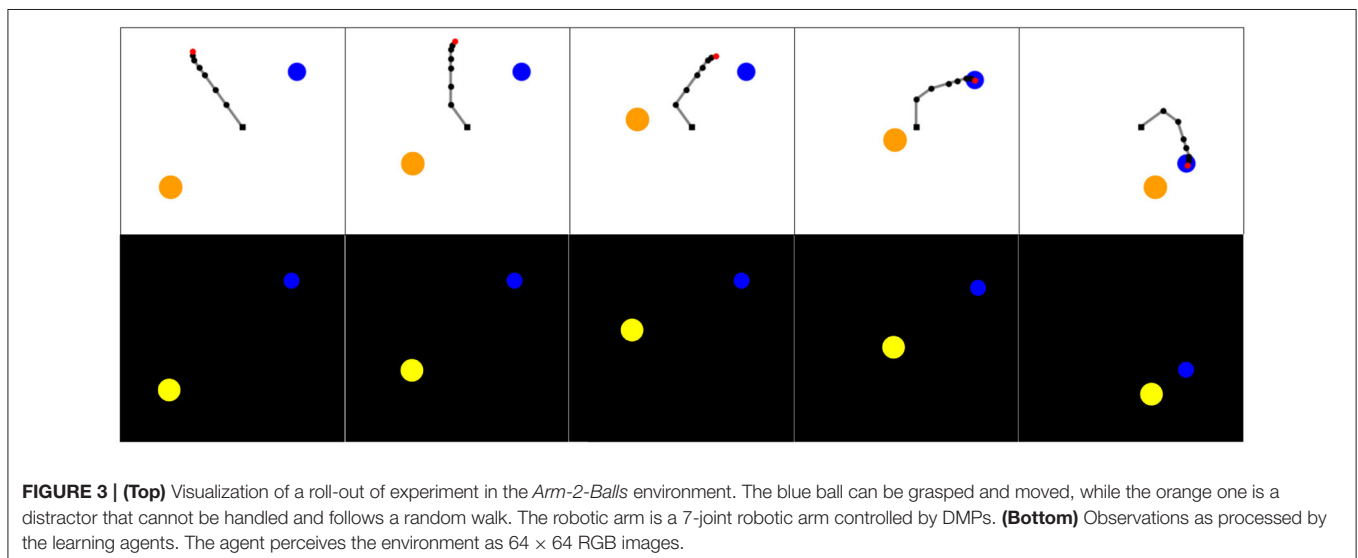 FIGURE 3 | (Top) Visualization of a roll-out of experiment in the Arm-2-Balls environment. The blue ball can be grasped and moved, while the orange one is a
distractor that cannot be handled and follows a random walk. The robotic arm is a 7-joint robotic arm controlled by DMPs. (Bottom) Observations as processed by
the learning agents. The agent perceives the environment as 64 × 64 RGB images.